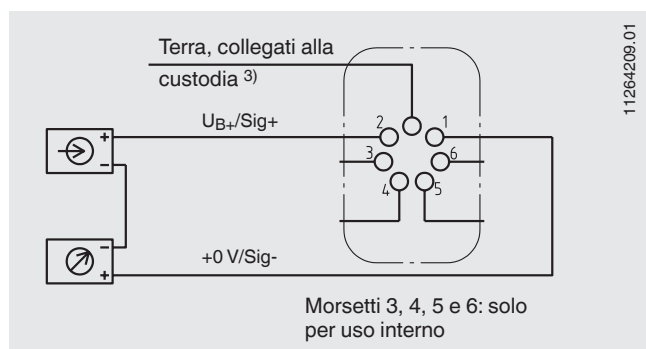 Terra, collegati alla
custodia 3)
UB+/Sig+
2
1
3
6
4
5
+
−
−
+
+0 V/Sig-
Morsetti 3, 4, 5 e 6: solo
per uso interno
11264209.01